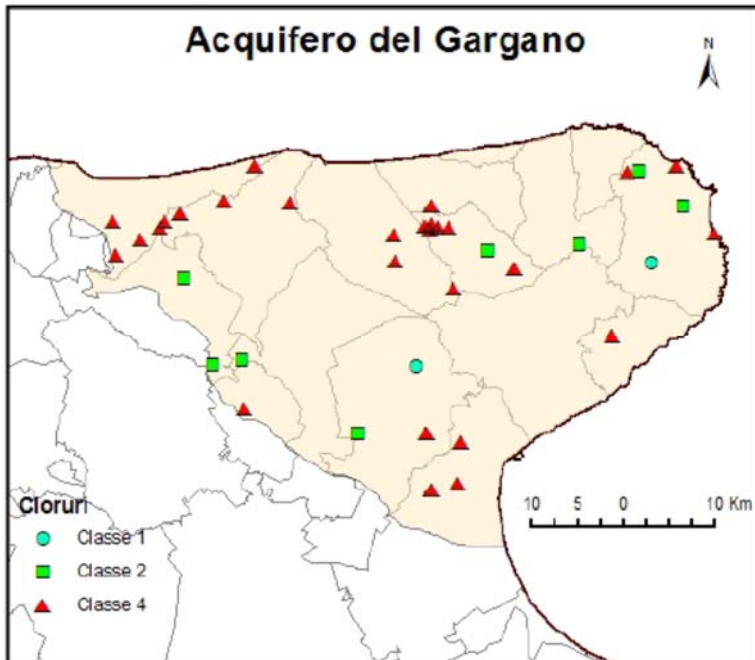 Acquifero del Gargano
N
10 5 0 10 Km
Cloruri
Classe 1
Classe 2
Classe 4